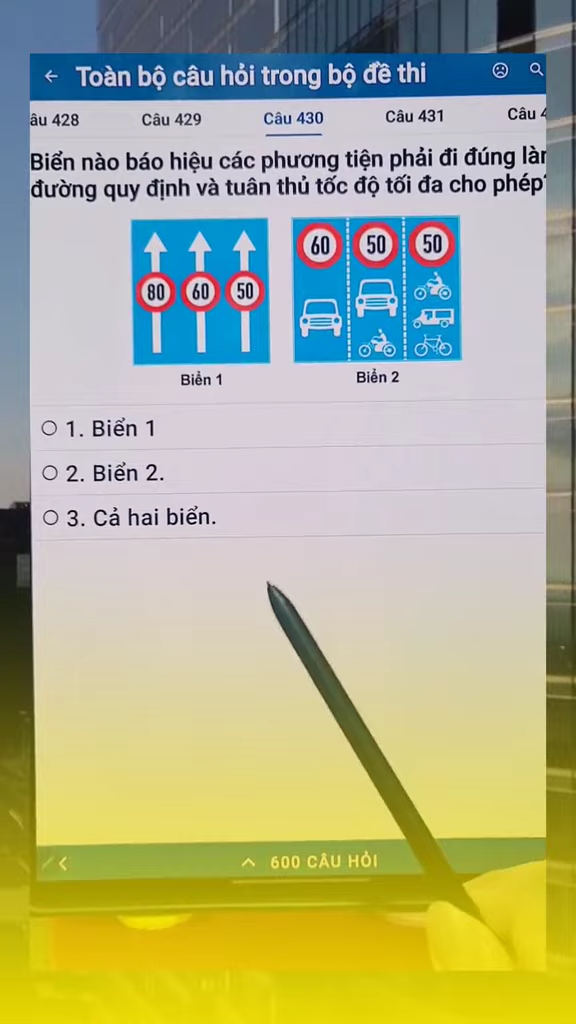 Toàn bộ câu hỏi trong bộ đề thi
âu 428 Câu 429 Câu 430 Câu 431 Câu 4
Biển nào báo hiệu các phương tiện phải đi đúng làn
đường quy định và tuân thủ tốc độ tối đa cho phép?
80 60 50
60 50 50
Biển 1 Biển 2
1. Biển 1
2. Biển 2.
3. Cả hai biển.
600 CÂU HỎI